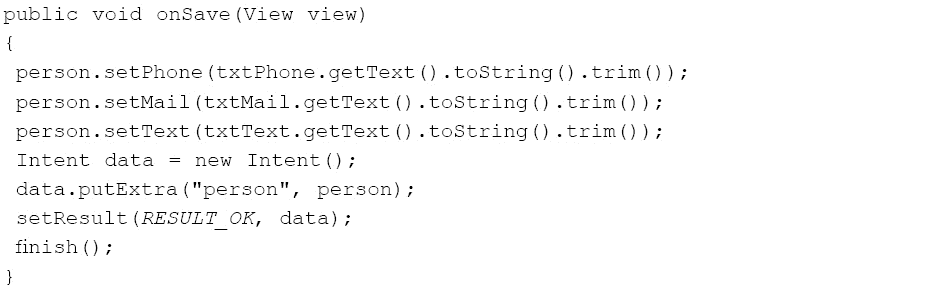 public void onSave(View view)
{
person.setPhone(txtPhone.getText().toString().trim());
person.setMail(txtMail.getText().toString().trim());
person.setText(txtText.getText().toString().trim());
Intent data = new Intent();
data.putExtra("person", person);
setResult(RESULT_OK, data);
finish();
}